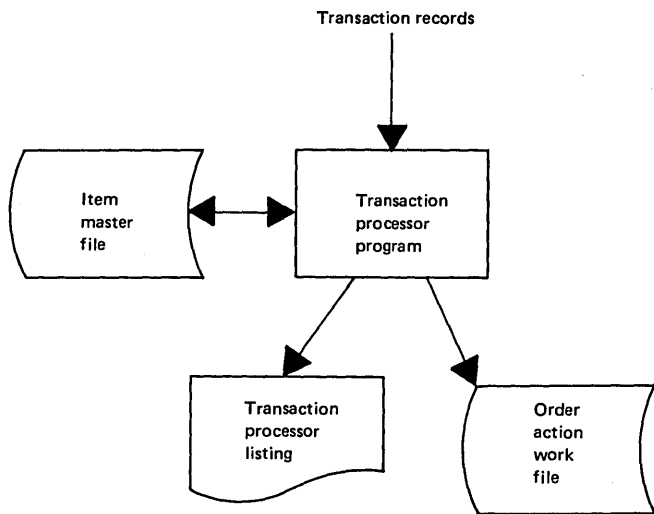 Transaction records
Item
master
file
Transaction
processor
program
Transaction
processor
listing
Order
action
work
file